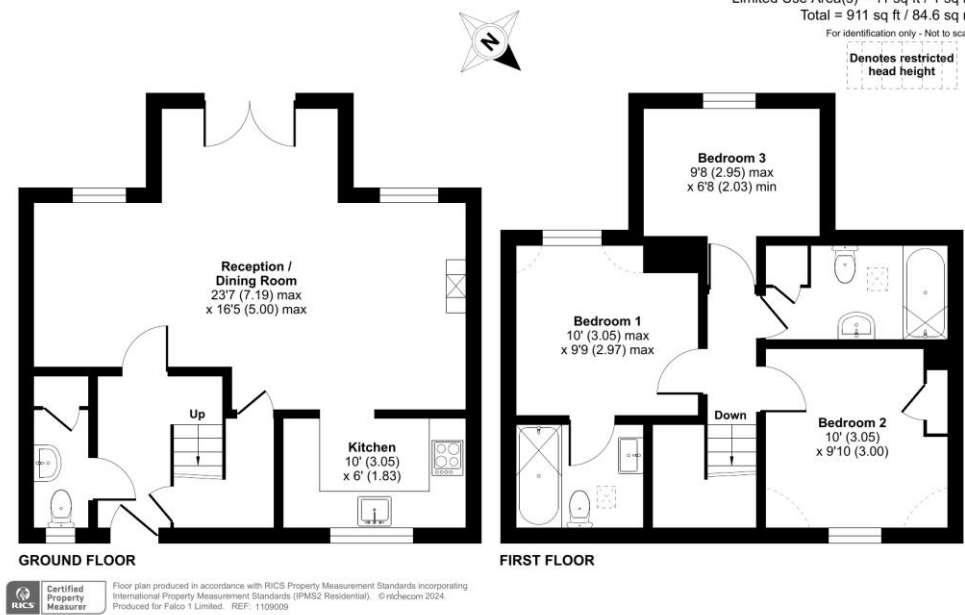 Total = 911 sq ft / 84.6 sq
For identification only - Not to
Denotes restricted
head height
N
Reception /
Dining Room
23'7 (7.19) max
x 16'5 (5.00) max
Up
Kitchen
10' (3.05)
x 6' (1.83)
GROUND FLOOR
Bedroom 3
9'8 (2.95) max
x 6'8 (2.03) min
Bedroom 1
10' (3.05) max
x 9'9 (2.97) max
Down
Bedroom 2
10' (3.05)
x 9'10 (3.00)
FIRST FLOOR
RICS
Certified
Property
Measurer
Floor plan produced in accordance with RICS Property Measurement Standards incorporating
International Property Measurement Standards (IPMS2 Residential). © nichecom 2024.
Produced for Falco 1 Limited. REF: 1109009